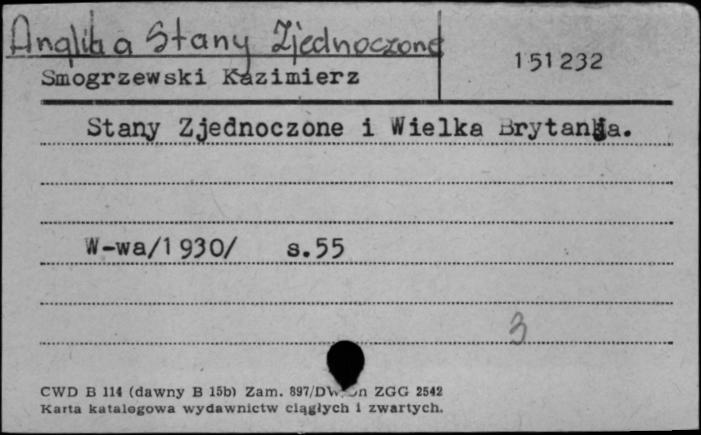 Anglia a Stany Zjednoczone
151232
Smogrzewski Kazimierz
Stany Zjednoczone i Wielka Brytania.
W-wa/1930/ s.55
3
CWD B 114 (dawny B 15b) Zam. 897/DW. ZGG 2542
Karta katalogowa wydawnictw ciągłych i zwartych.